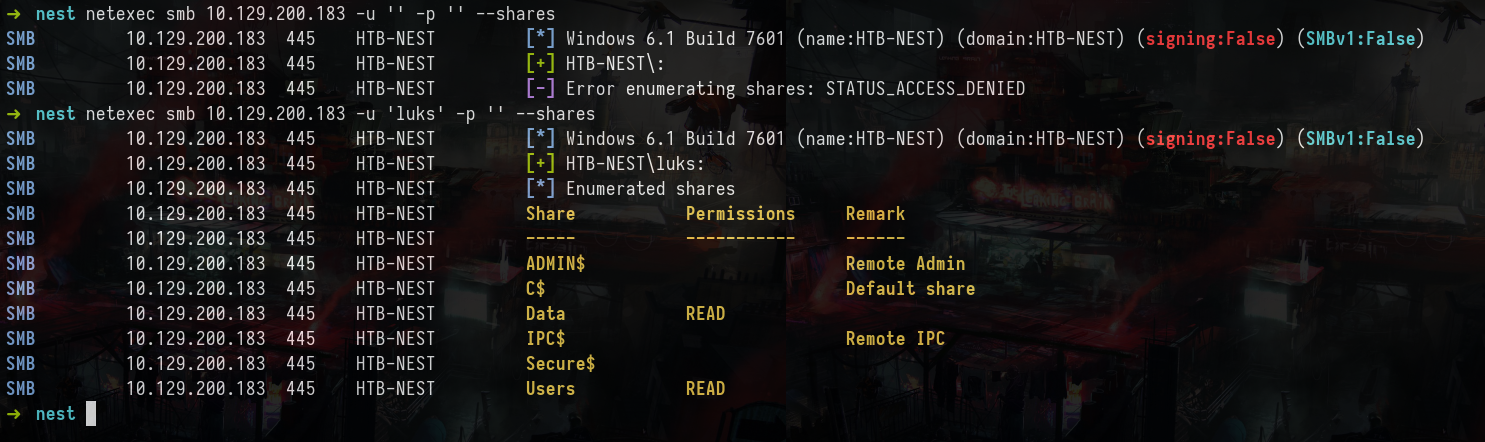 → nest netexec smb 10.129.200.183 -u '' -p '' --shares
SMB 10.129.200.183 445 HTB-NEST [*] Windows 6.1 Build 7601 (name:HTB-NEST) (domain:HTB-NEST) (signing:False) (SMBv1:False)
SMB 10.129.200.183 445 HTB-NEST [+] HTB-NEST\:
SMB 10.129.200.183 445 HTB-NEST [-] Error enumerating shares: STATUS_ACCESS_DENIED
→ nest netexec smb 10.129.200.183 -u 'luks' -p '' --shares
SMB 10.129.200.183 445 HTB-NEST [*] Windows 6.1 Build 7601 (name:HTB-NEST) (domain:HTB-NEST) (signing:False) (SMBv1:False)
SMB 10.129.200.183 445 HTB-NEST [+] HTB-NEST\luks:
SMB 10.129.200.183 445 HTB-NEST [*] Enumerated shares
SMB 10.129.200.183 445 HTB-NEST Share Permissions Remark
SMB 10.129.200.183 445 HTB-NEST ----- ----------- ------
SMB 10.129.200.183 445 HTB-NEST ADMIN$ Remote Admin
SMB 10.129.200.183 445 HTB-NEST C$ Default share
SMB 10.129.200.183 445 HTB-NEST Data READ
SMB 10.129.200.183 445 HTB-NEST IPC$ Remote IPC
SMB 10.129.200.183 445 HTB-NEST Secure$
SMB 10.129.200.183 445 HTB-NEST Users READ
→ nest